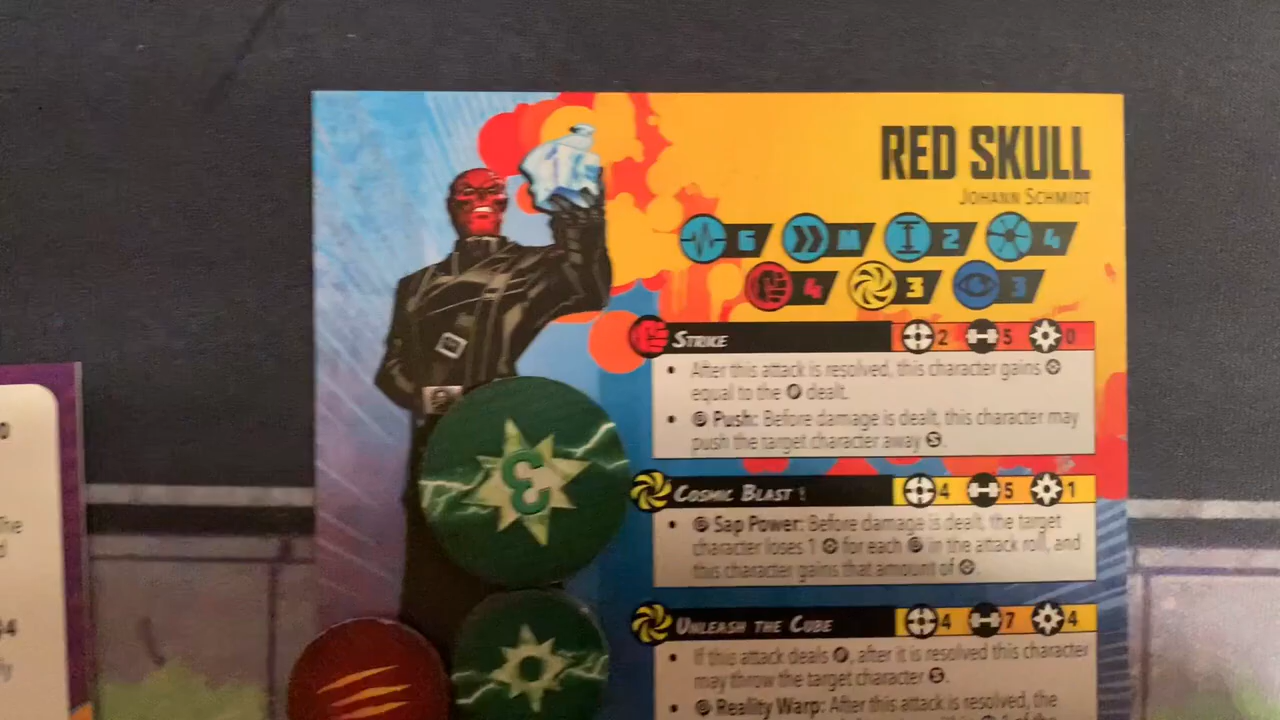 RED SKULL
JOHANN SCHMIDT
6 M 2 4
4 3 3
STRIKE 2 5 0
After this attack is resolved, this character gains
equal to the dealt.
Push: Before damage is dealt, this character may
push the target character away S.
COSMIC BLAST 4 5 1
Sap Power: Before damage is dealt, the target
character loses 1 for each in the attack roll, and
this character gains that amount of
3
UNLEASH THE CUBE 4 7 4
If this attack deals , after it is resolved this character
may throw the target character S.
Reality Warp: After this attack is resolved, the
0
The
d
4